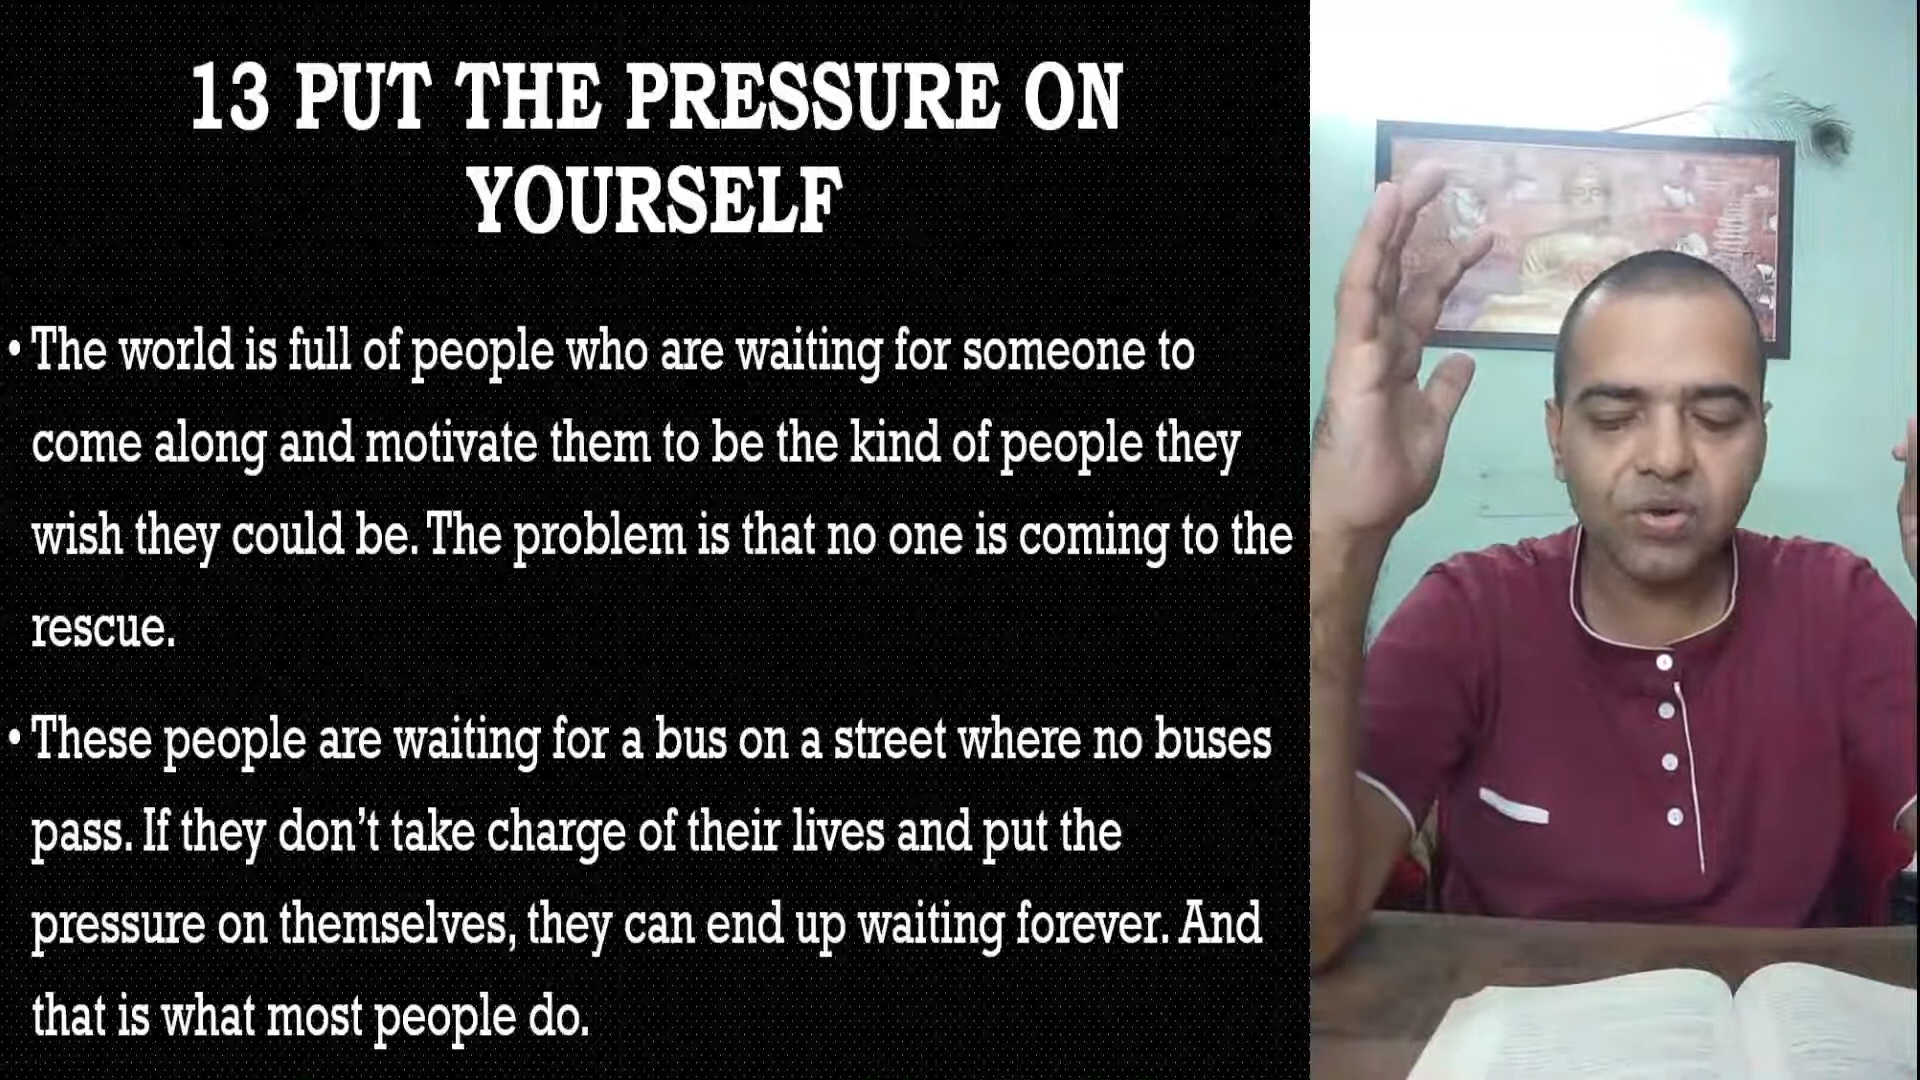 13 PUT THE PRESSURE ON
YOURSELF
• The world is full of people who are waiting for someone to
come along and motivate them to be the kind of people they
wish they could be. The problem is that no one is coming to the
rescue.
• These people are waiting for a bus on a street where no buses
pass. If they don’t take charge of their lives and put the
pressure on themselves, they can end up waiting forever. And
that is what most people do.